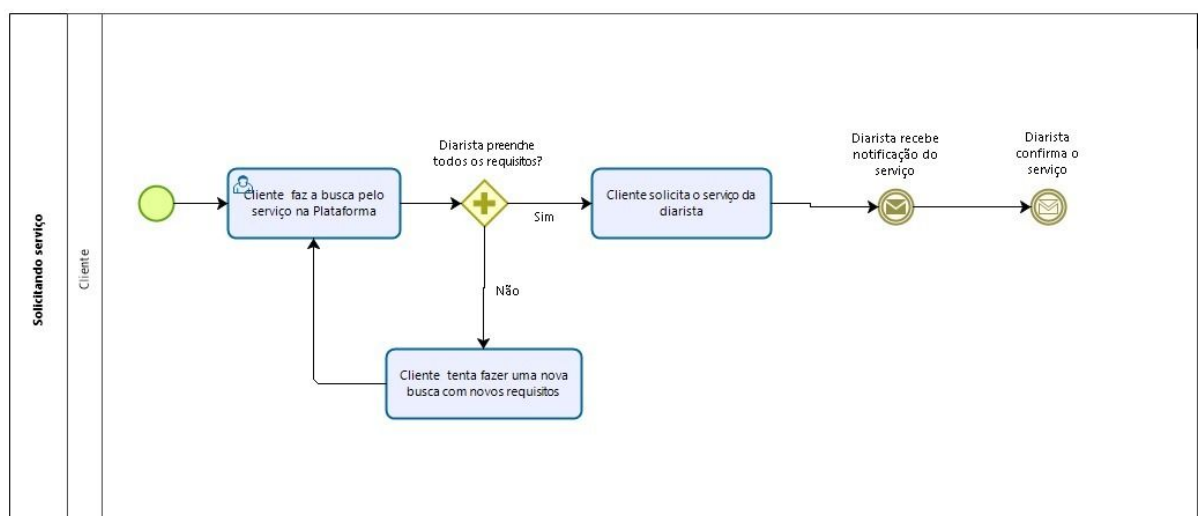 Solicitando serviço
Cliente
Cliente faz a busca pelo
serviço na Plataforma
Diarista preenche
todos os requisitos?
Sim
Não
Cliente solicita o serviço da
diarista
Diarista recebe
notificação do
serviço
Diarista
confirma o
serviço
Cliente tenta fazer uma nova
busca com novos requisitos